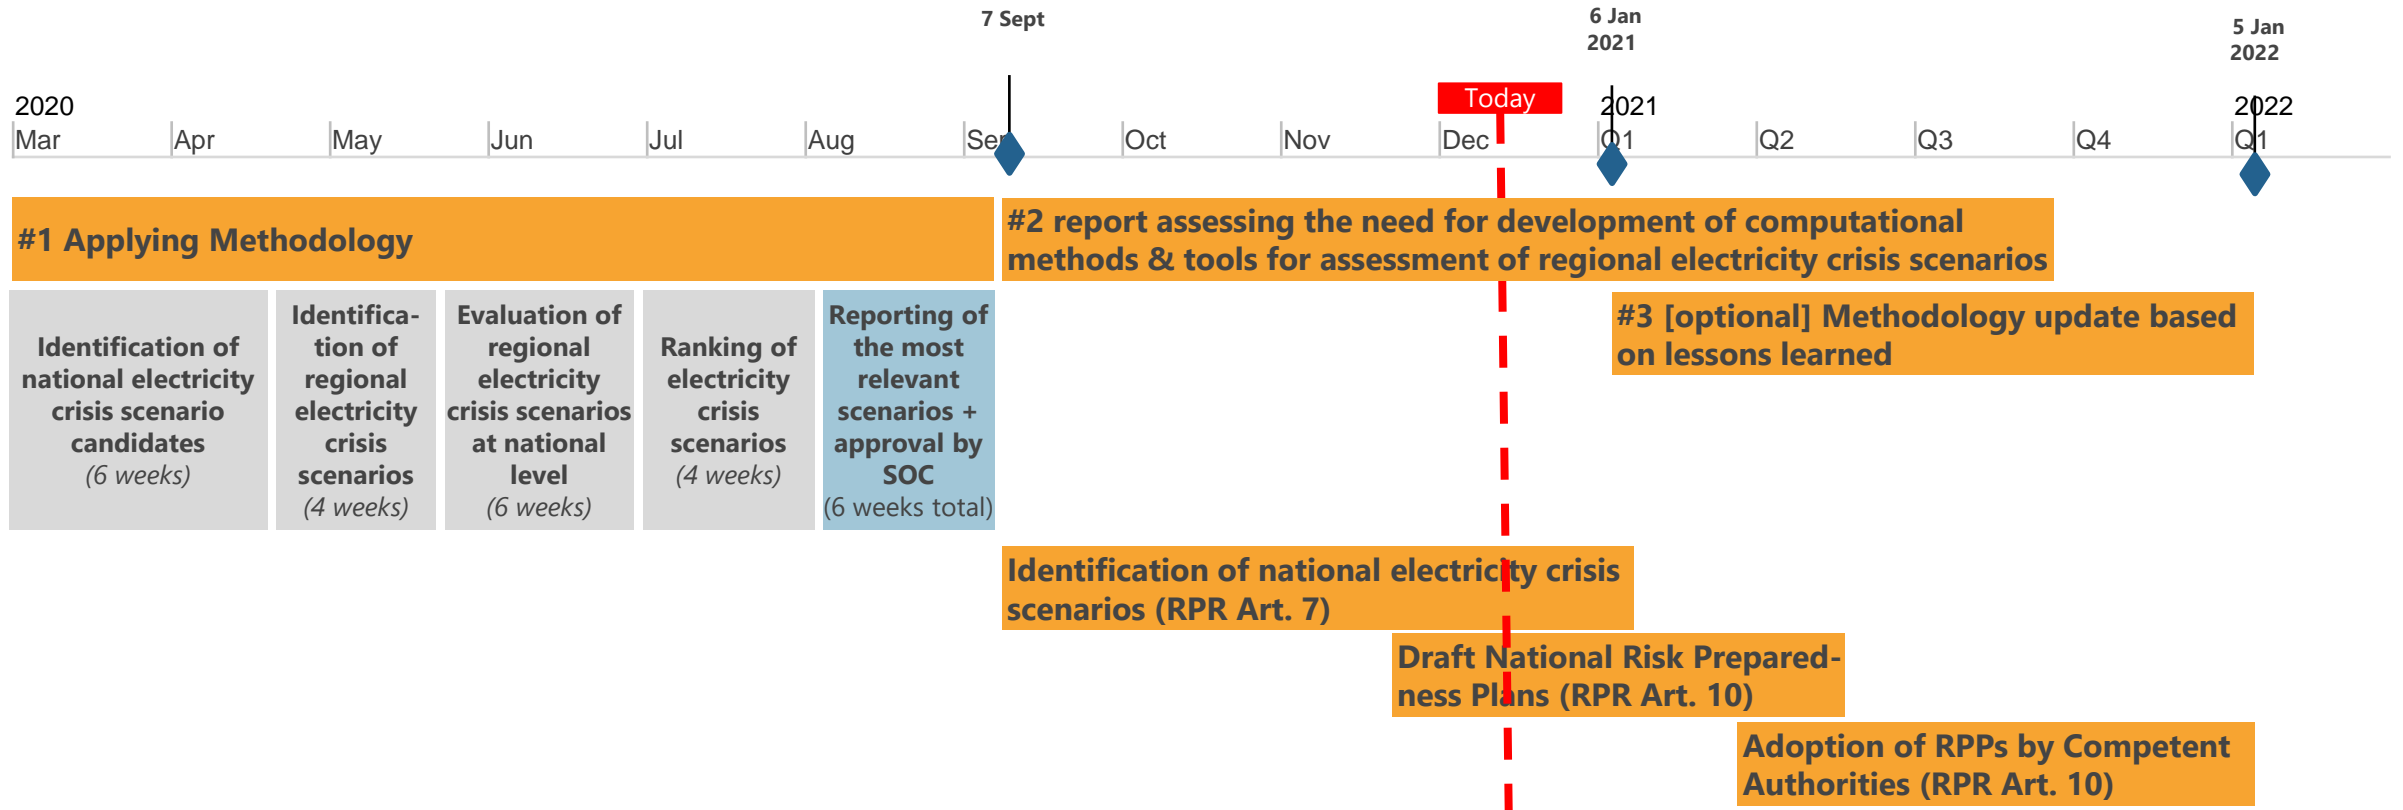 7 Sept
6 Jan
2021
5 Jan
2022
Today
2020
2021
2022
Mar
Apr
May
Jun
Jul
Aug
Sep
Oct
Nov
Dec
Q1
Q2
Q3
Q4
Q1
#1 Applying Methodology
#2 report assessing the need for development of computational
methods & tools for assessment of regional electricity crisis scenarios
#3 [optional] Methodology update based
on lessons learned
Identification of
national electricity
crisis scenario
candidates
(6 weeks)
Identifica-
tion of
regional
electricity
crisis
scenarios
(4 weeks)
Evaluation of
regional
electricity
crisis scenarios
at national
level
(6 weeks)
Ranking of
electricity
crisis
scenarios
(4 weeks)
Reporting of
the most
relevant
scenarios +
approval by
SOC
(6 weeks total)
Identification of national electricity crisis
scenarios (RPR Art. 7)
Draft National Risk Prepared-
ness Plans (RPR Art. 10)
Adoption of RPPs by Competent
Authorities (RPR Art. 10)